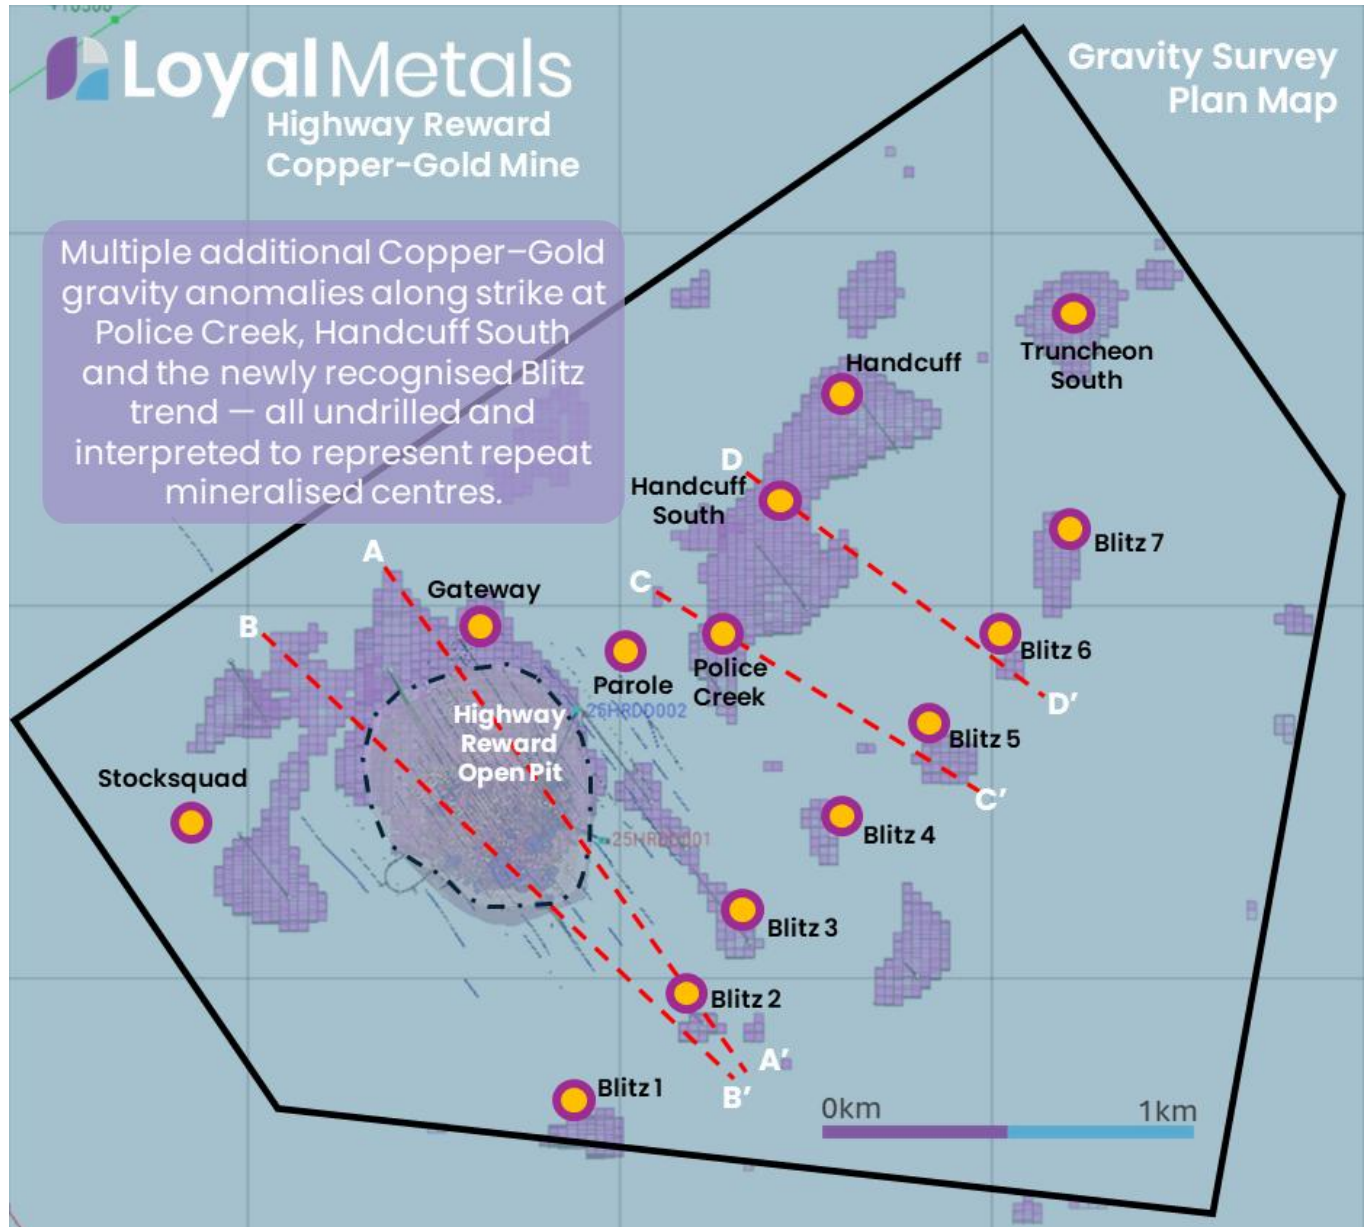 Loyal Metals
Highway Reward
Copper-Gold Mine
Gravity Survey
Plan Map
Multiple additional Copper–Gold
gravity anomalies along strike at
Police Creek, Handcuff South
and the newly recognised Blitz
trend — all undrilled and
interpreted to represent repeat
mineralised centres.
Truncheon
South
Handcuff
D
Handcuff
South
Blitz 7
A
C
Gateway
B
Blitz 6
Parole
Police
Creek
D’
25HRDD002
Highway
Reward
Open Pit
Blitz 5
Stocksquad
C’
Blitz 4
25HRDD001
Blitz 3
Blitz 2
A’
B’
Blitz 1
0km
1km